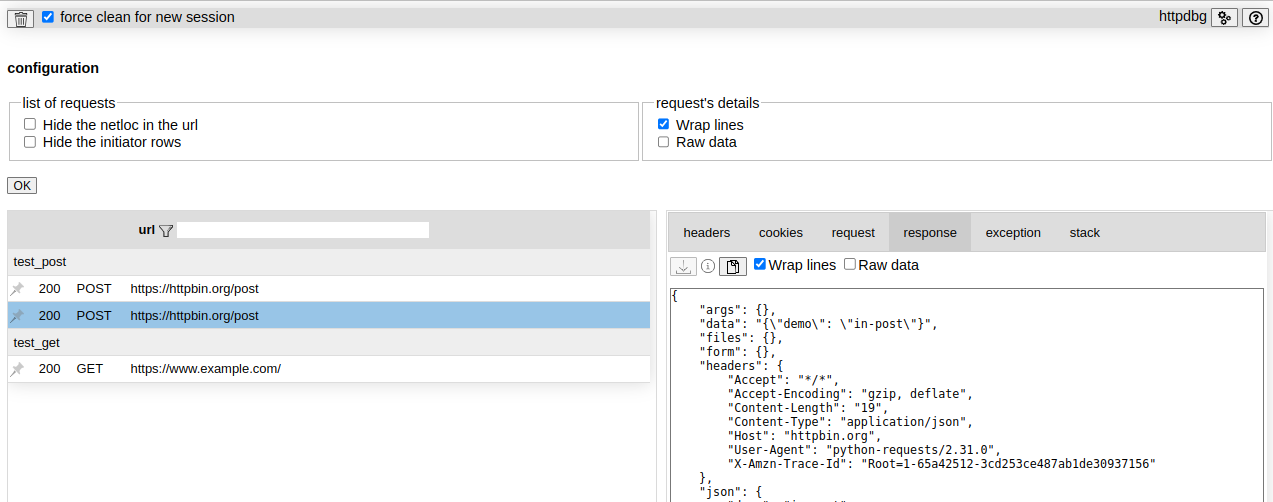 force clean for new session httpdbg
configuration
list of requests
Hide the netloc in the url
Hide the initiator rows
request's details
Wrap lines
Raw data
OK
url
test_post
200 POST https://httpbin.org/post
200 POST https://httpbin.org/post
test_get
200 GET https://www.example.com/
headers cookies request response exception stack
Wrap lines Raw data
{
    "args": {},
    "data": "{\"demo\": \"in-post\"}",
    "files": {},
    "form": {},
    "headers": {
        "Accept": "*/*",
        "Accept-Encoding": "gzip, deflate",
        "Content-Length": "19",
        "Content-Type": "application/json",
        "Host": "httpbin.org",
        "User-Agent": "python-requests/2.31.0",
        "X-Amzn-Trace-Id": "Root=1-65a42512-3cd253ce487ab1de30937156"
    },
    "json": {